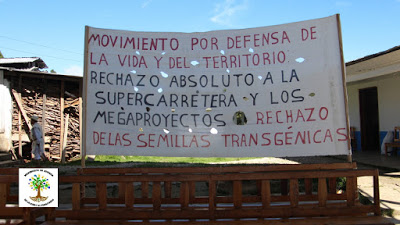 MOVIMIENTO POR DEFENSA DE
LA VIDA Y DEL TERRITORIO.
RECHAZO ABSOLUTO A LA
SUPERCARRETERA Y LOS
MEGAPROYECTOS RECHAZO
DE LAS SEMILLAS TRANSGÉNICAS